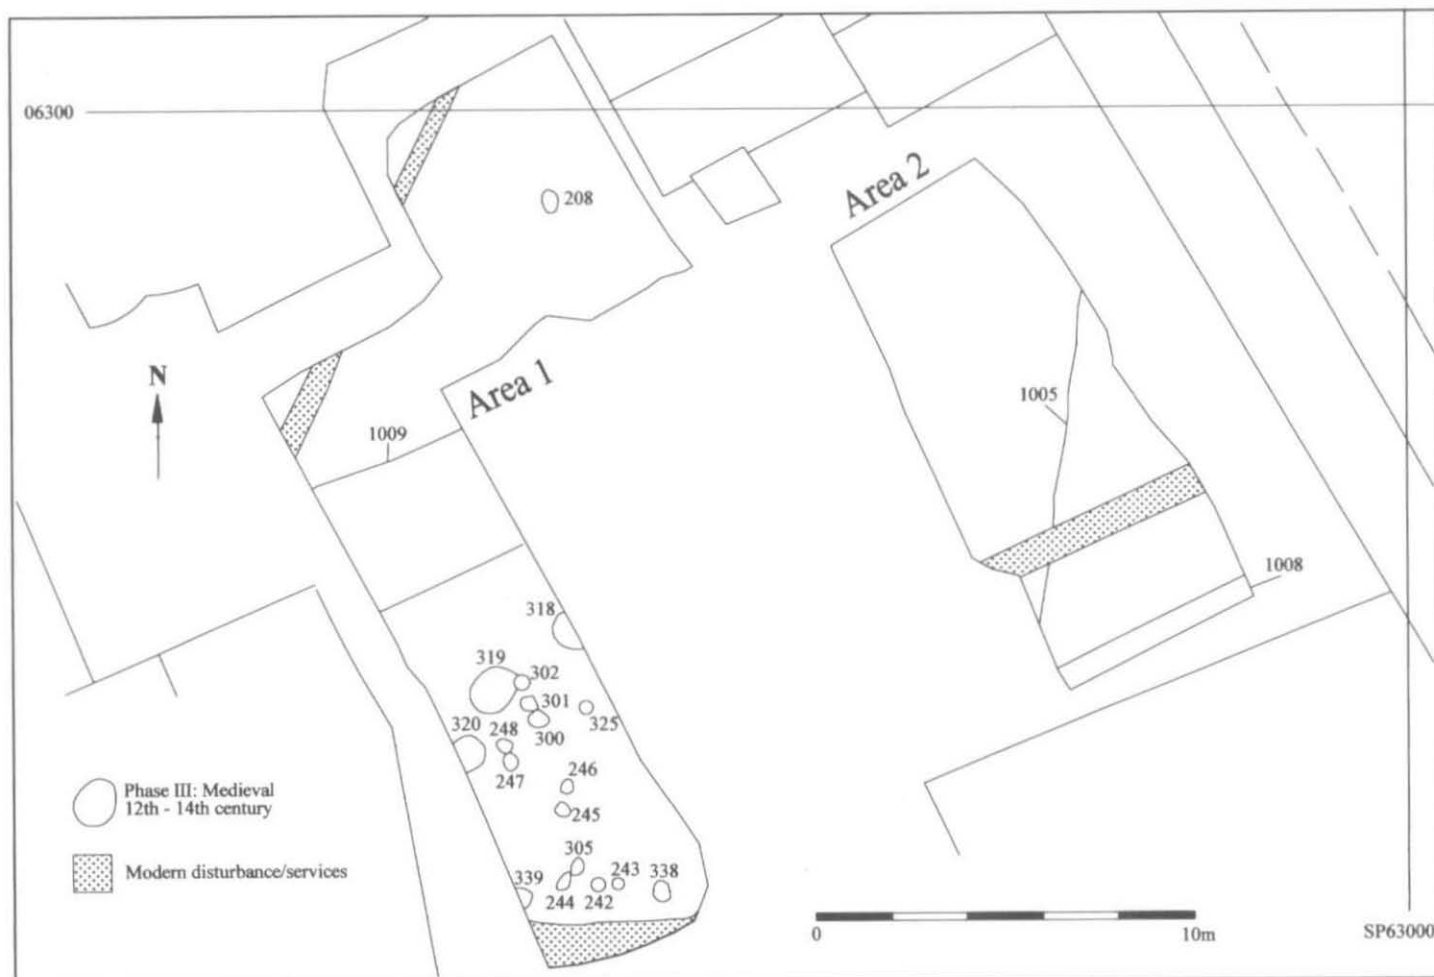 06300
208
Area 2
N
Area 1
1005
1009
1008
318
319
302
301
325
320
248
300
247
246
245
Phase III: Medieval
12th - 14th century
305
Modern disturbance/services
339
243
338
244
242
0
10m
SP63000